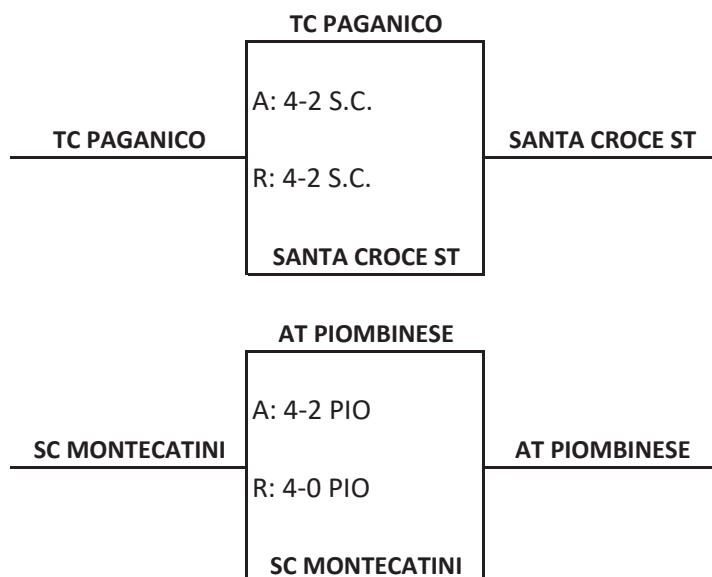 TC PAGANICO
A: 4-2 S.C.
TC PAGANICO
SANTA CROCE ST
R: 4-2 S.C.
SANTA CROCE ST
AT PIOMBINESE
A: 4-2 PIO
SC MONTECATINI
AT PIOMBINESE
R: 4-0 PIO
SC MONTECATINI